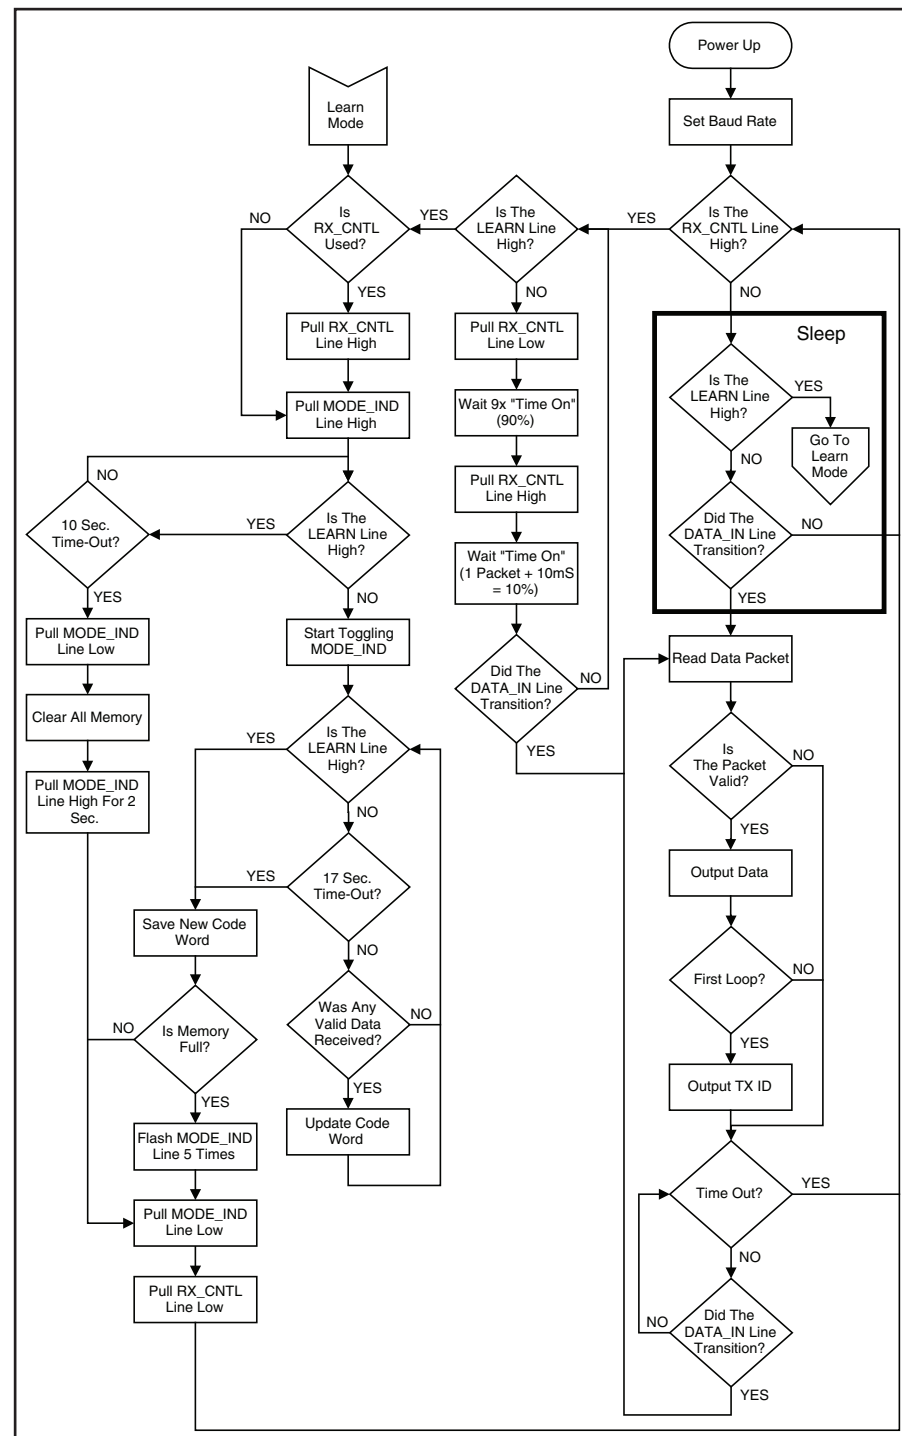 Power Up
Set Baud Rate
Learn
Mode
Is
RX_CNTL
Used?
NO
YES
Is The
LEARN Line
High?
YES
NO
Is The
RX_CNTL Line
High?
YES
NO
Pull RX_CNTL
Line High
Pull MODE_IND
Line High
Pull RX_CNTL
Line Low
Wait 9x "Time On"
(90%)
Pull RX_CNTL
Line High
Wait "Time On"
(1 Packet + 10mS
= 10%)
Did The
DATA_IN Line
Transition?
NO
YES
Sleep
Is The
LEARN Line
High?
YES
NO
Go To
Learn
Mode
Did The
DATA_IN Line
Transition?
NO
YES
NO
10 Sec.
Time-Out?
YES
YES
Is The
LEARN Line
High?
NO
Pull MODE_IND
Line Low
Clear All Memory
Pull MODE_IND
Line High For 2
Sec.
Start Toggling
MODE_IND
YES
Is The
LEARN Line
High?
NO
YES
17 Sec.
Time-Out?
NO
Save New Code
Word
NO
Is Memory
Full?
YES
Was Any
Valid Data
Received?
NO
YES
Update Code
Word
Flash MODE_IND
Line 5 Times
Pull MODE_IND
Line Low
Pull RX_CNTL
Line Low
Read Data Packet
Is
The Packet
Valid?
NO
YES
Output Data
First Loop?
NO
YES
Output TX ID
Time Out?
YES
NO
Did The
DATA_IN Line
Transition?
NO
YES